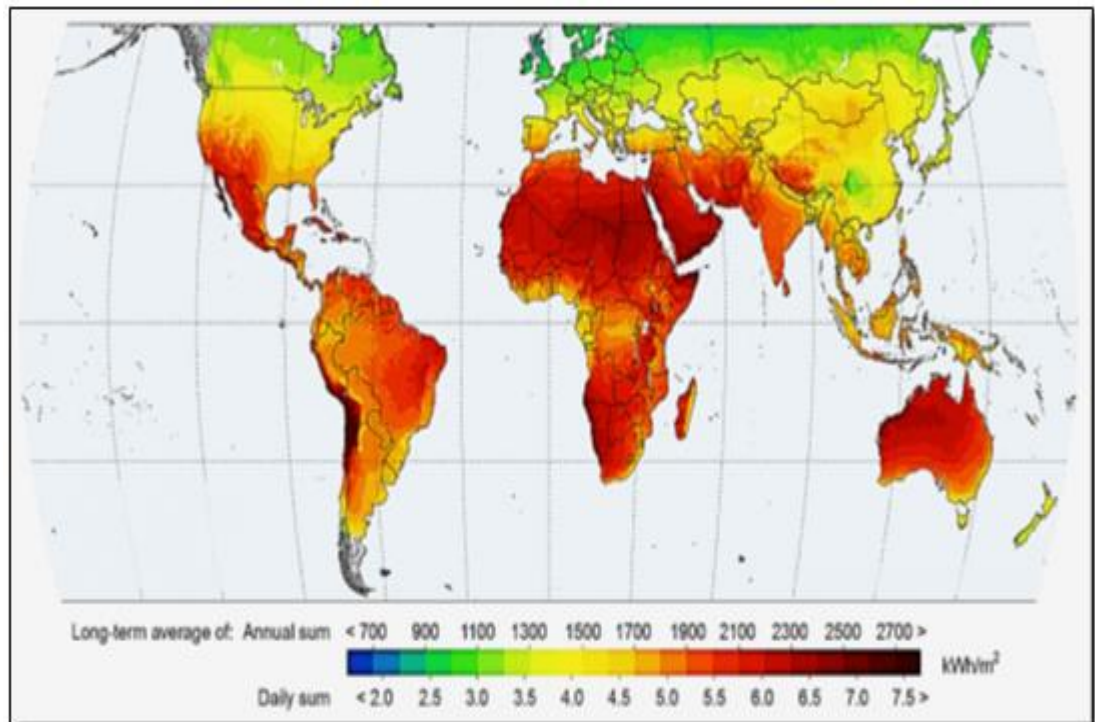 Long-term average of: Annual sum < 700 900 1100 1300 1500 1700 1900 2100 2300 2500 2700 >
kWh/m²
Daily sum < 2.0 2.5 3.0 3.5 4.0 4.5 5.0 5.5 6.0 6.5 7.0 7.5 >